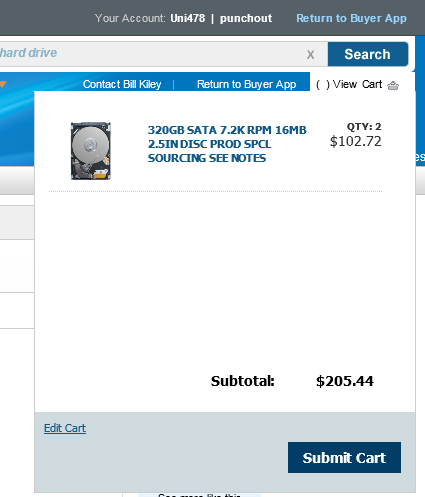 Your Account: Uni478 | punchout Return to Buyer App
hard drive x Search
Contact Bill Kiley | Return to Buyer App ( ) View Cart
320GB SATA 7.2K RPM 16MB QTY: 2
2.5IN DISC PROD SPCL $102.72
SOURCING SEE NOTES
Subtotal: $205.44
Edit Cart
Submit Cart